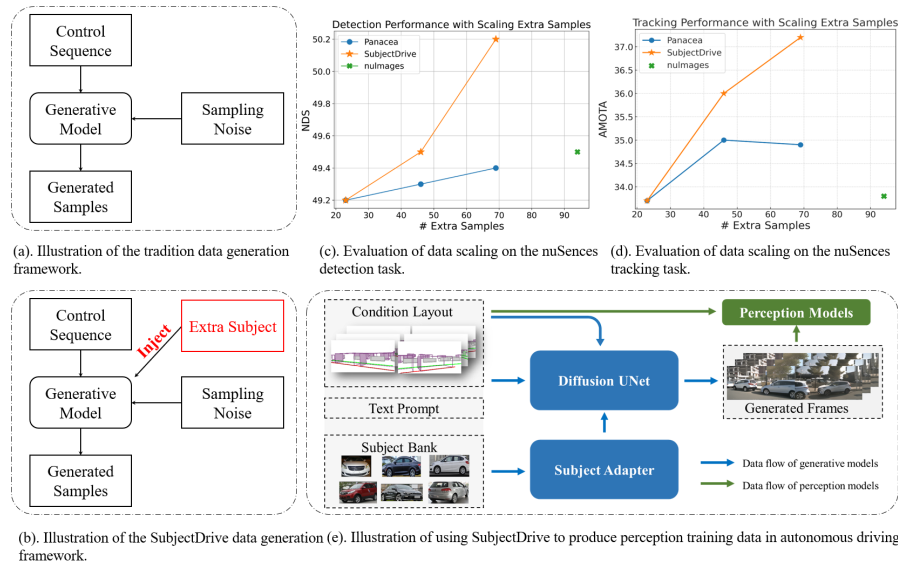 Control
Sequence
Generative
Model
Sampling
Noise
Generated
Samples
(a). Illustration of the tradition data generation
framework.
Detection Performance with Scaling Extra Samples
Panacea
SubjectDrive
nuImages
NDS
50.2
50.0
49.8
49.6
49.4
49.2
20 30 40 50 60 70 80 90
# Extra Samples
(c). Evaluation of data scaling on the nuSences
detection task.
Tracking Performance with Scaling Extra Samples
Panacea
SubjectDrive
nuImages
AMOTA
37.0
36.5
36.0
35.5
35.0
34.5
34.0
20 30 40 50 60 70 80 90
# Extra Samples
(d). Evaluation of data scaling on the nuSences
tracking task.
Control
Sequence
Extra Subject
Inject
Generative
Model
Sampling
Noise
Generated
Samples
(b). Illustration of the SubjectDrive data generation
framework.
Condition Layout
Text Prompt
Subject Bank
Diffusion UNet
Subject Adapter
Perception Models
Generated Frames
Data flow of generative models
Data flow of perception models
(e). Illustration of using SubjectDrive to produce perception training data in autonomous driving.